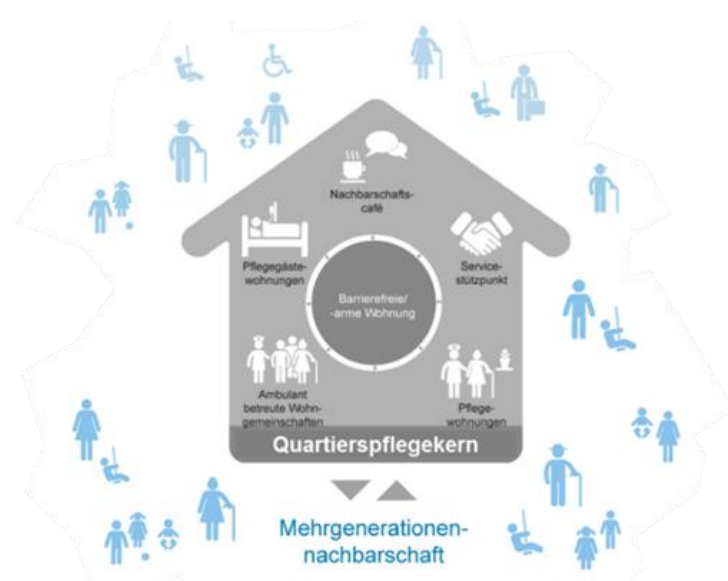 Nachbarschafts-
café
Pflegegäste-
wohnungen
Service-
stützpunkt
Barrierefreie/
-arme Wohnung
Ambulant
betreute Wohn-
gemeinschaften
Pflege-
wohnungen
Quartierspflegekern
Mehrgenerationen-
nachbarschaft